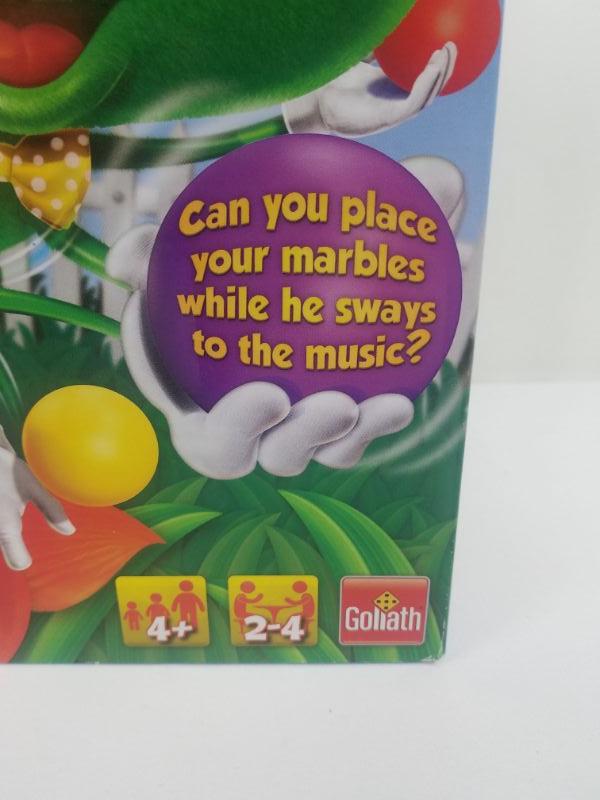 Can you place
your marbles
while he sways
to the music?
4+
2-4
Goliath